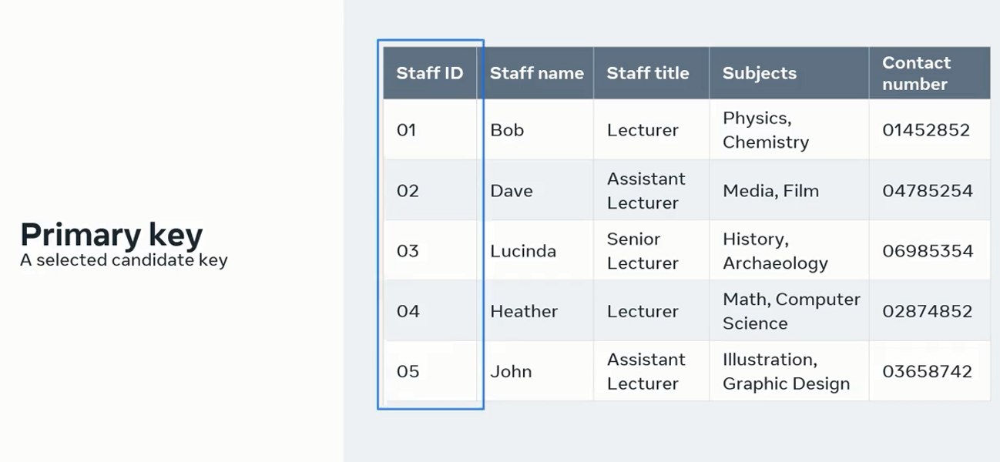 Primary key
A selected candidate key
Staff ID Staff name Staff title Subjects Contact number
01 Bob Lecturer Physics, Chemistry 01452852
02 Dave Assistant Lecturer Media, Film 04785254
03 Lucinda Senior Lecturer History, Archaeology 06985354
04 Heather Lecturer Math, Computer Science 02874852
05 John Assistant Lecturer Illustration, Graphic Design 03658742